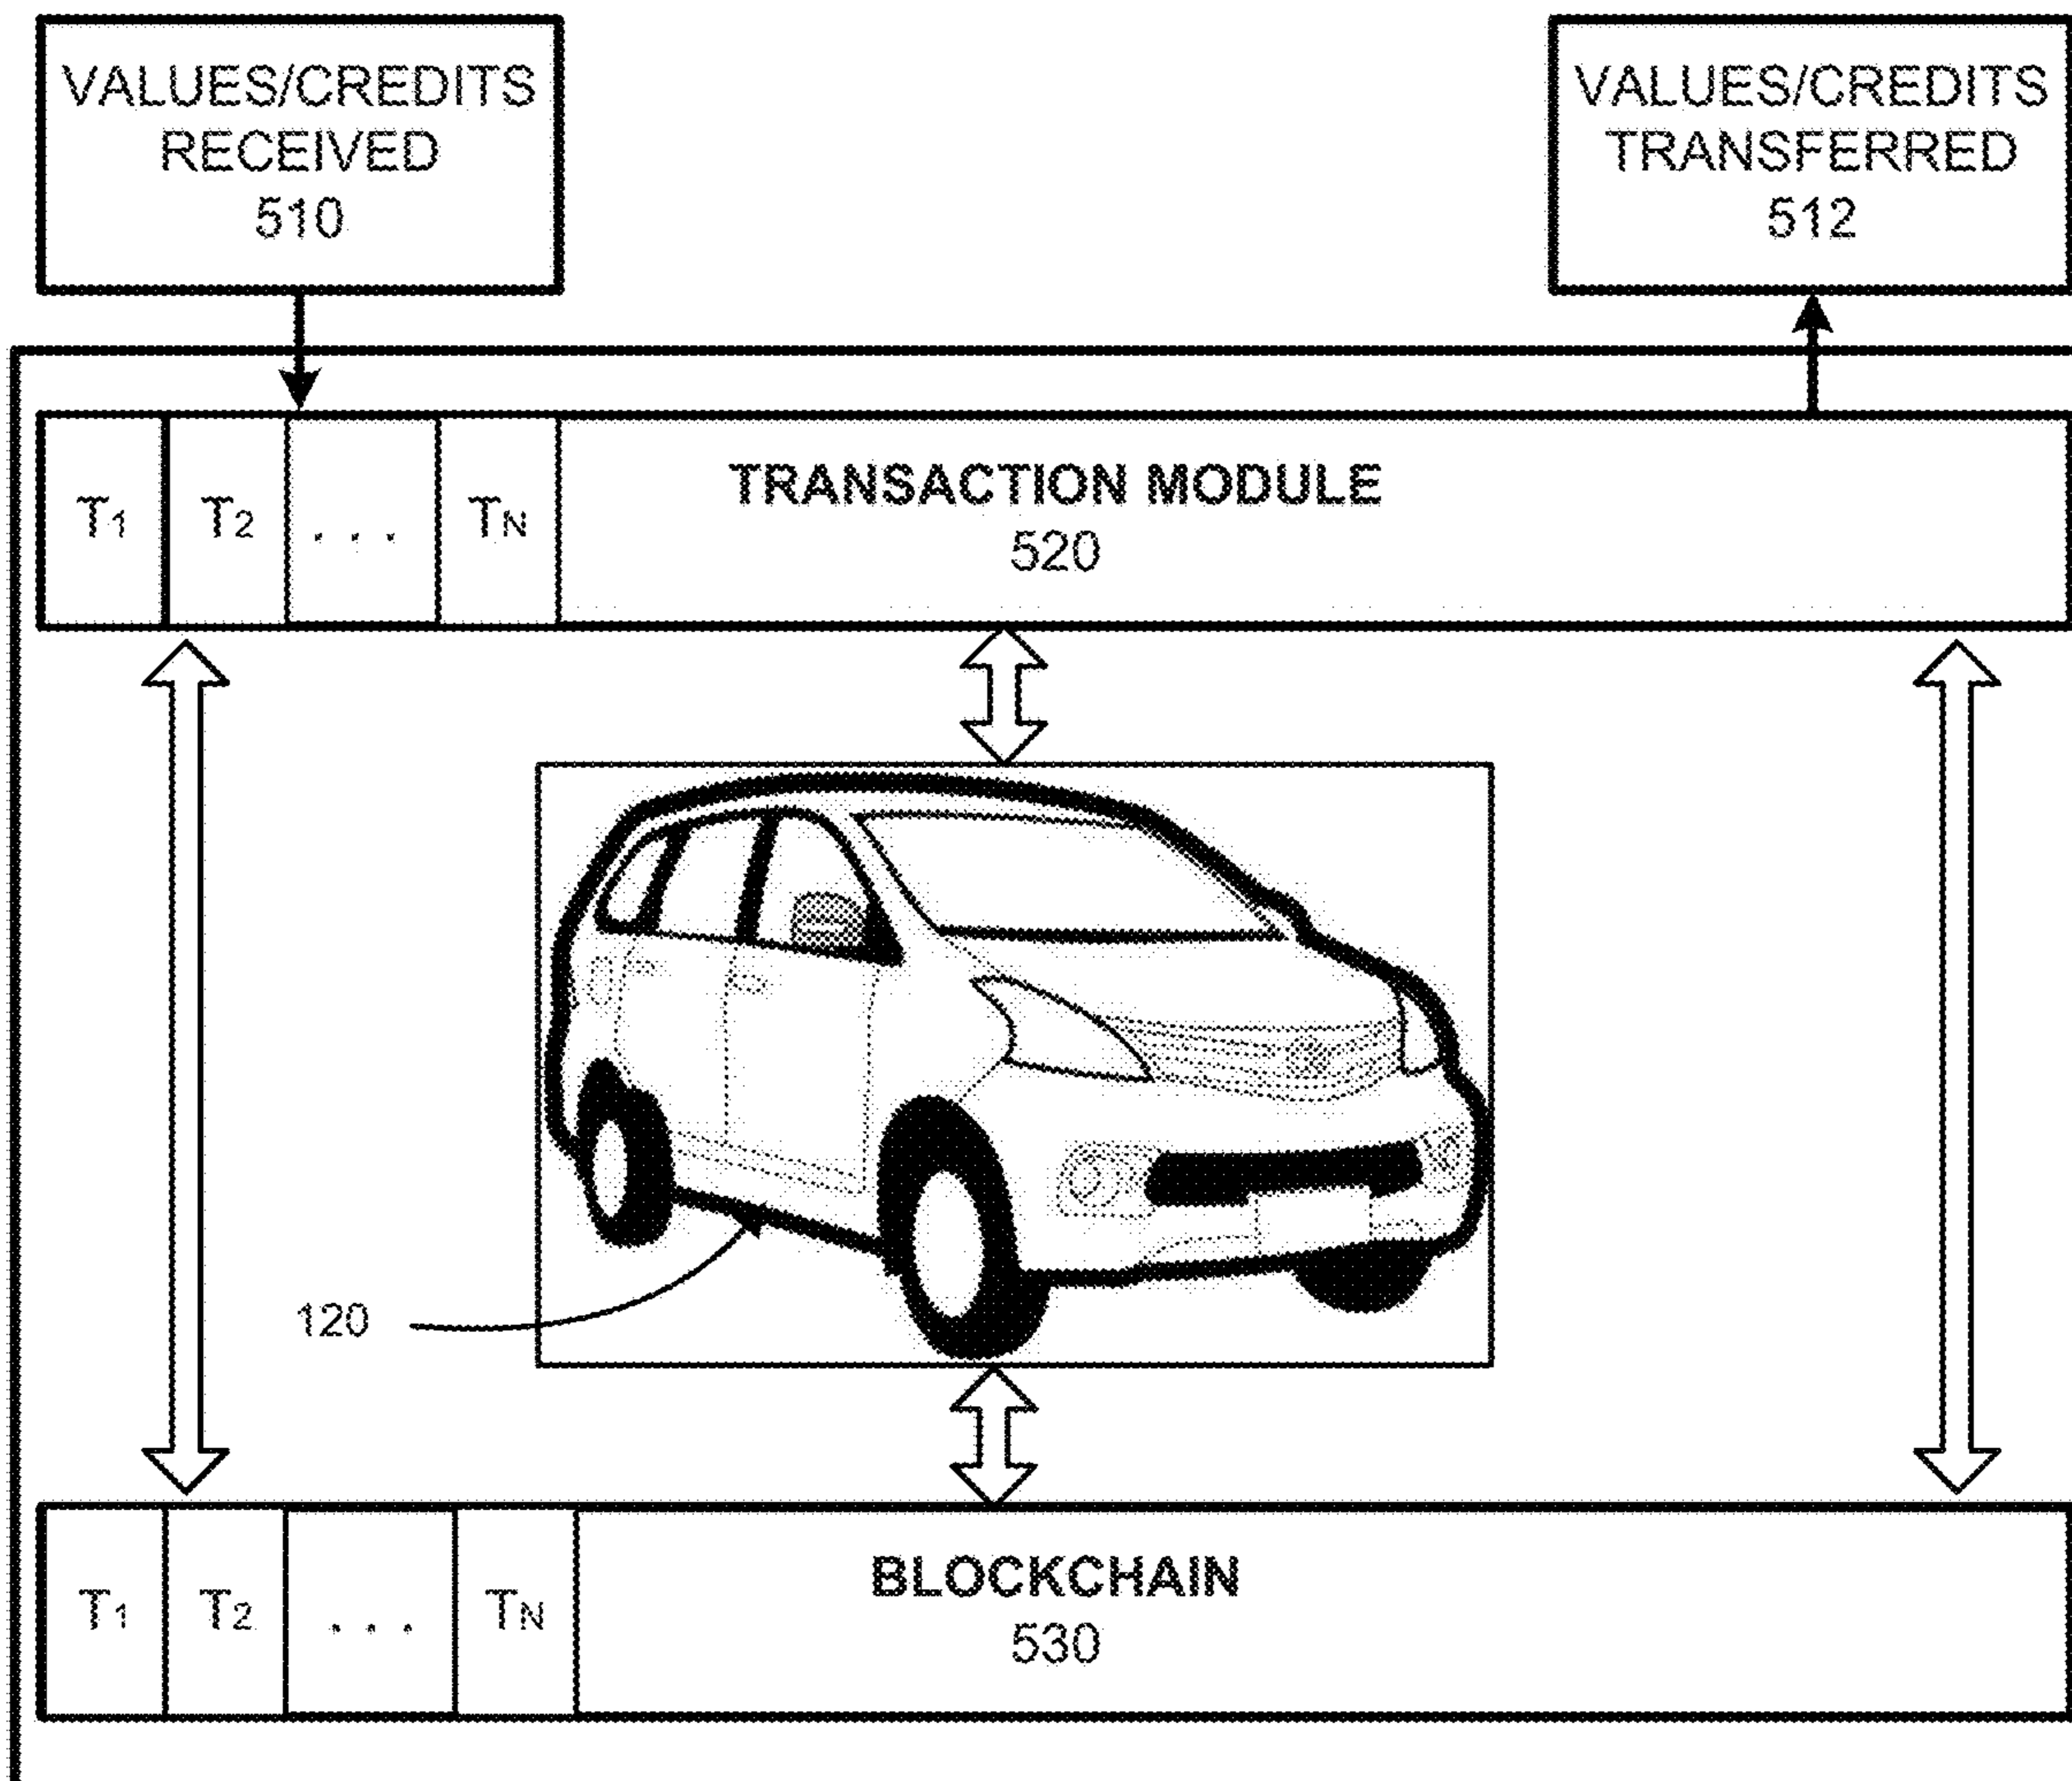 VALUES/CREDITS
RECEIVED
510
VALUES/CREDITS
TRANSFERRED
512
T1 T2 . . . TN
TRANSACTION MODULE
520
120
T1 T2 . . . TN
BLOCKCHAIN
530